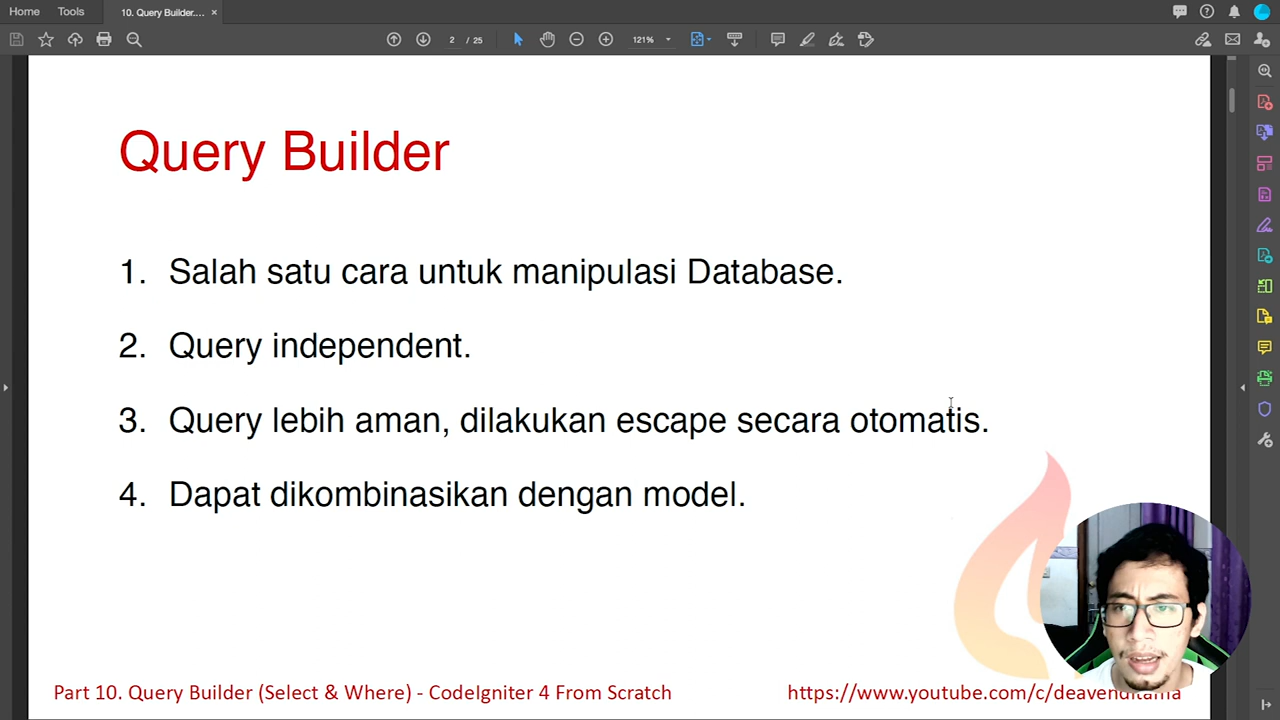 Home
Tools
10. Query Builder....
2 / 25
121%
Query Builder
1. Salah satu cara untuk manipulasi Database.
2. Query independent.
3. Query lebih aman, dilakukan escape secara otomatis.
4. Dapat dikombinasikan dengan model.
Part 10. Query Builder (Select & Where) - CodeIgniter 4 From Scratch
https://www.youtube.com/c/deavenditama